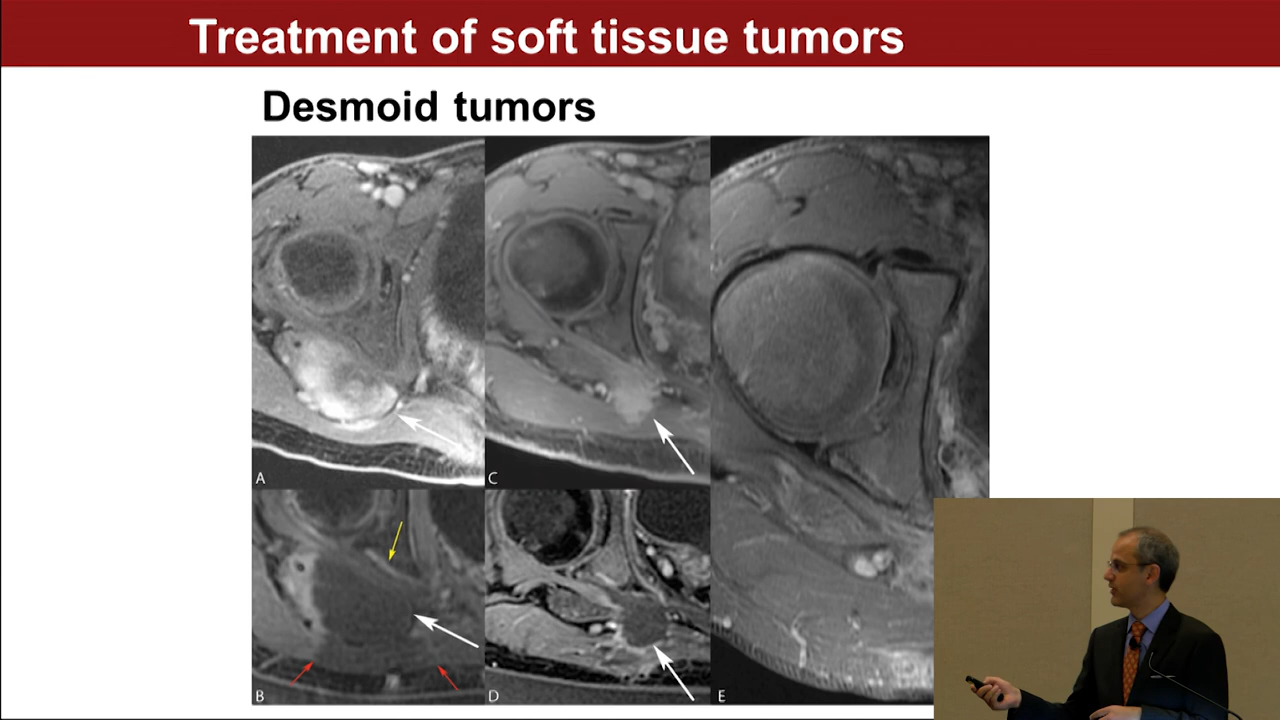 Treatment of soft tissue tumors
Desmoid tumors
A
C
B
D
E